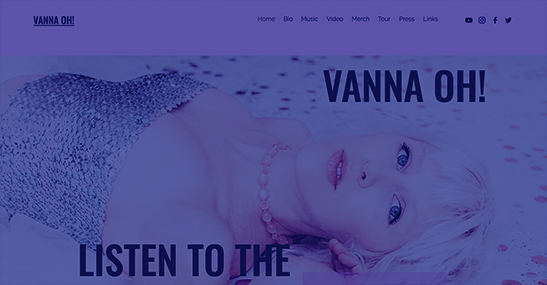 VANNA OH!
Home Bio Music Video Merch Tour Press Links
VANNA OH!
LISTEN TO THE